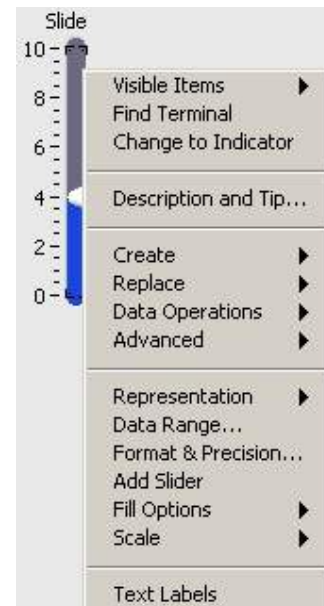 Slide
10
8
6
4
2
0
Visible Items
Find Terminal
Change to Indicator
Description and Tip...
Create
Replace
Data Operations
Advanced
Representation
Data Range...
Format & Precision...
Add Slider
Fill Options
Scale
Text Labels